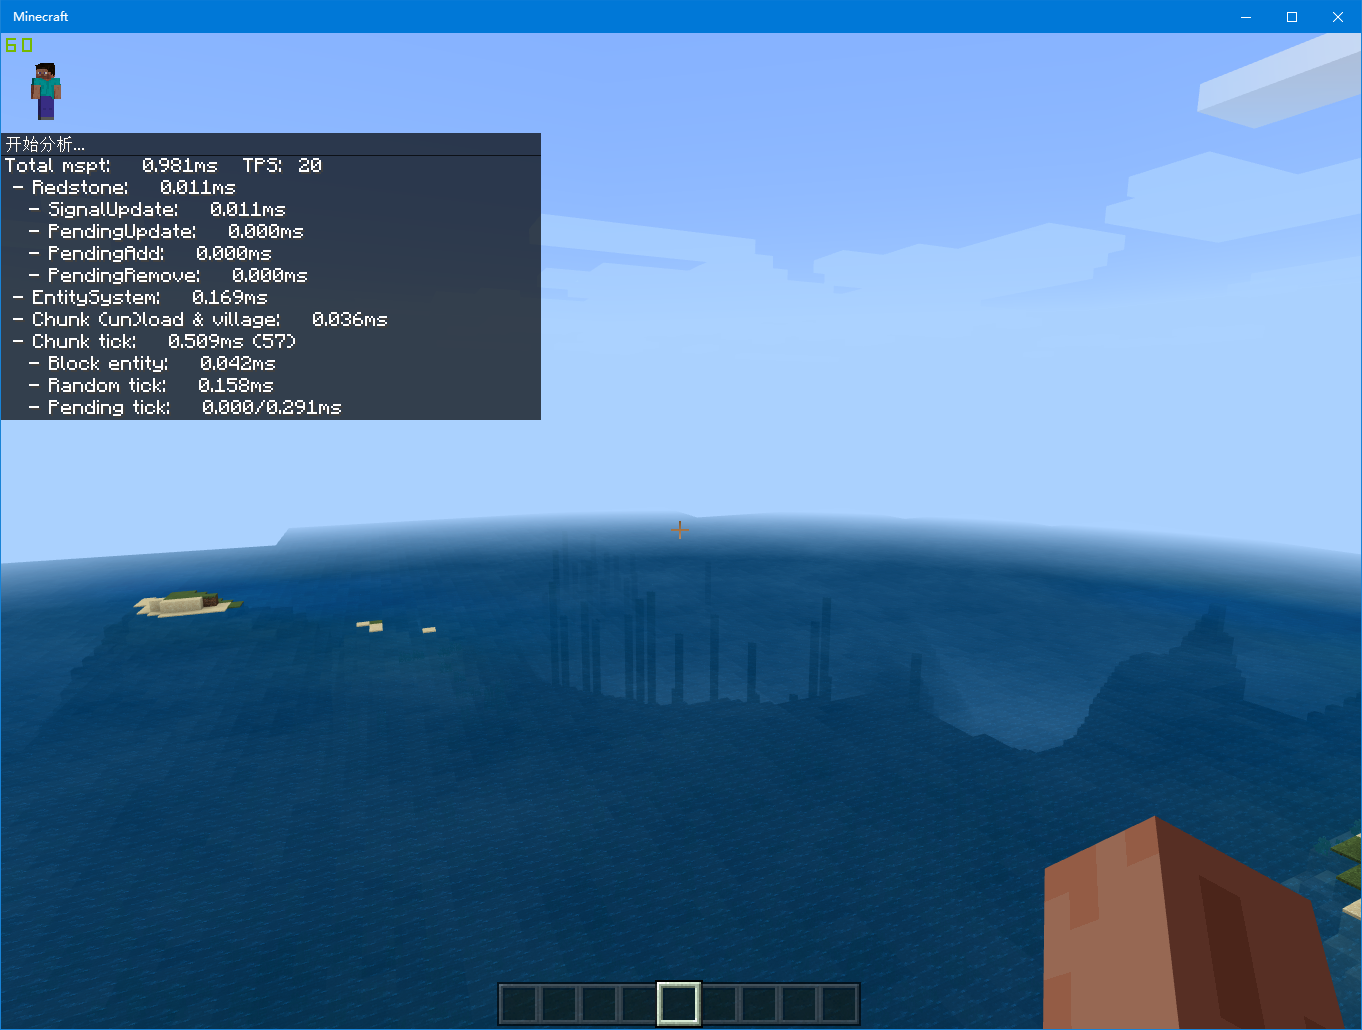 Minecraft
60
开始分析...
Total mspt: 0.981ms TPS: 20
- Redstone: 0.011ms
- SignalUpdate: 0.011ms
- PendingUpdate: 0.000ms
- PendingAdd: 0.000ms
- PendingRemove: 0.000ms
- EntitySystem: 0.169ms
- Chunk (un)load & village: 0.036ms
- Chunk tick: 0.509ms (57)
- Block entity: 0.042ms
- Random tick: 0.158ms
- Pending tick: 0.000/0.291ms